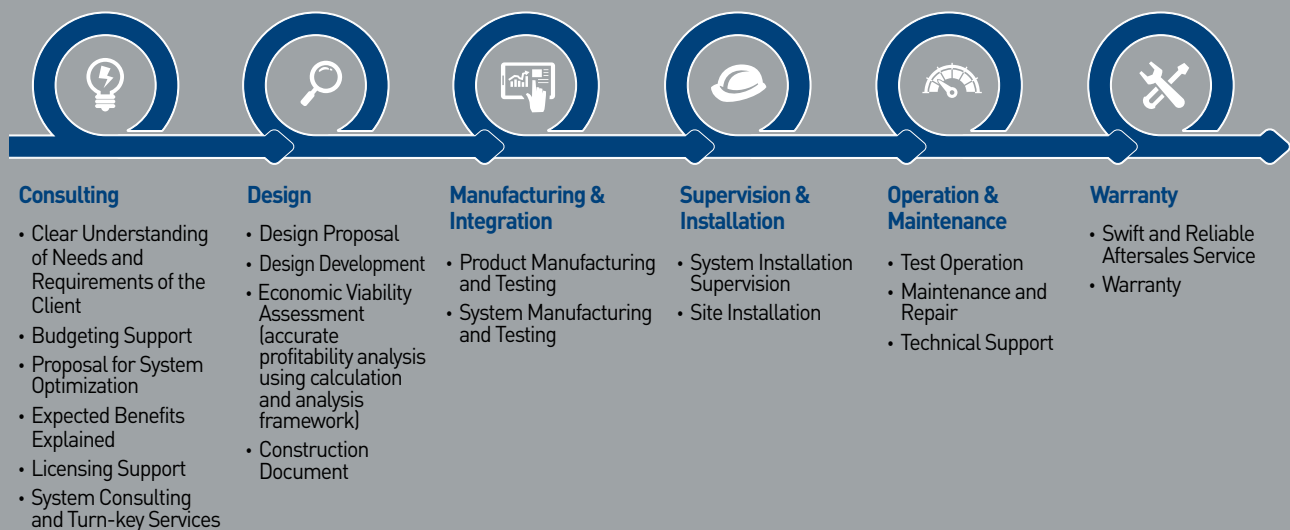 Consulting
• Clear Understanding
of Needs and
Requirements of the
Client
• Budgeting Support
• Proposal for System
Optimization
• Expected Benefits
Explained
• Licensing Support
• System Consulting
and Turn-key Services
Design
• Design Proposal
• Design Development
• Economic Viability
Assessment
(accurate
profitability analysis
using calculation
and analysis
framework)
• Construction
Document
Manufacturing &
Integration
• Product Manufacturing
and Testing
• System Manufacturing
and Testing
Supervision &
Installation
• System Installation
Supervision
• Site Installation
Operation &
Maintenance
• Test Operation
• Maintenance and
Repair
• Technical Support
Warranty
• Swift and Reliable
Aftersales Service
• Warranty